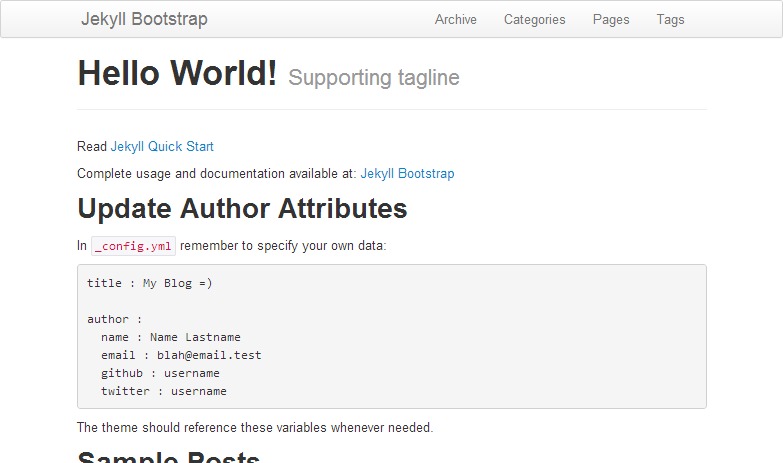 Jekyll Bootstrap Archive Categories Pages Tags
Hello World! Supporting tagline
Read Jekyll Quick Start
Complete usage and documentation available at: Jekyll Bootstrap
Update Author Attributes
In _config.yml remember to specify your own data:
title : My Blog =)
author :
name : Name Lastname
email : blah@email.test
github : username
twitter : username
The theme should reference these variables whenever needed.
Sample Posts